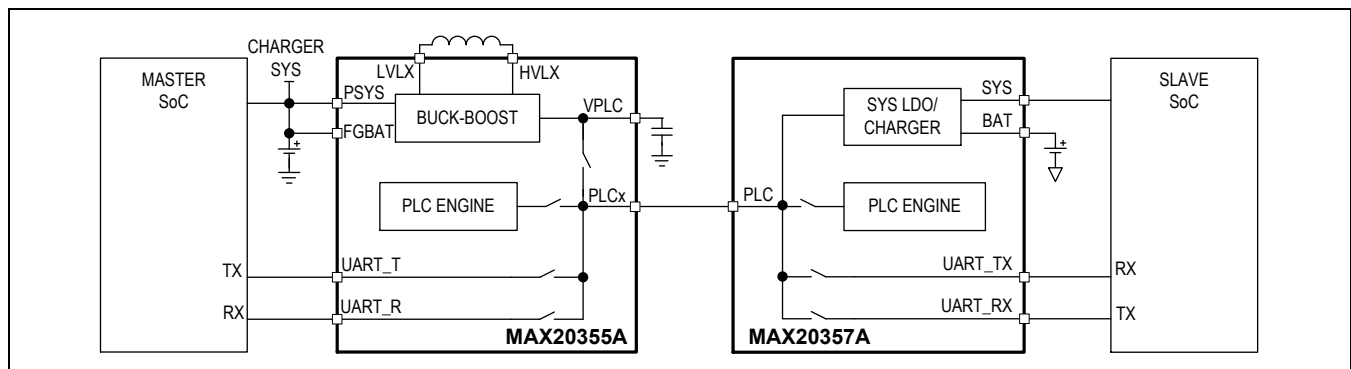 CHARGER
SYS
MASTER
SoC
LVLX
HVLX
PSYS
FGBAT
BUCK-BOOST
VPLC
PLC ENGINE
PLCx
TX
UART_T
RX
UART_R
MAX20355A
SYS LDO/
CHARGER
SYS
BAT
SLAVE
SoC
PLC
PLC ENGINE
UART_TX
RX
UART_RX
TX
MAX20357A